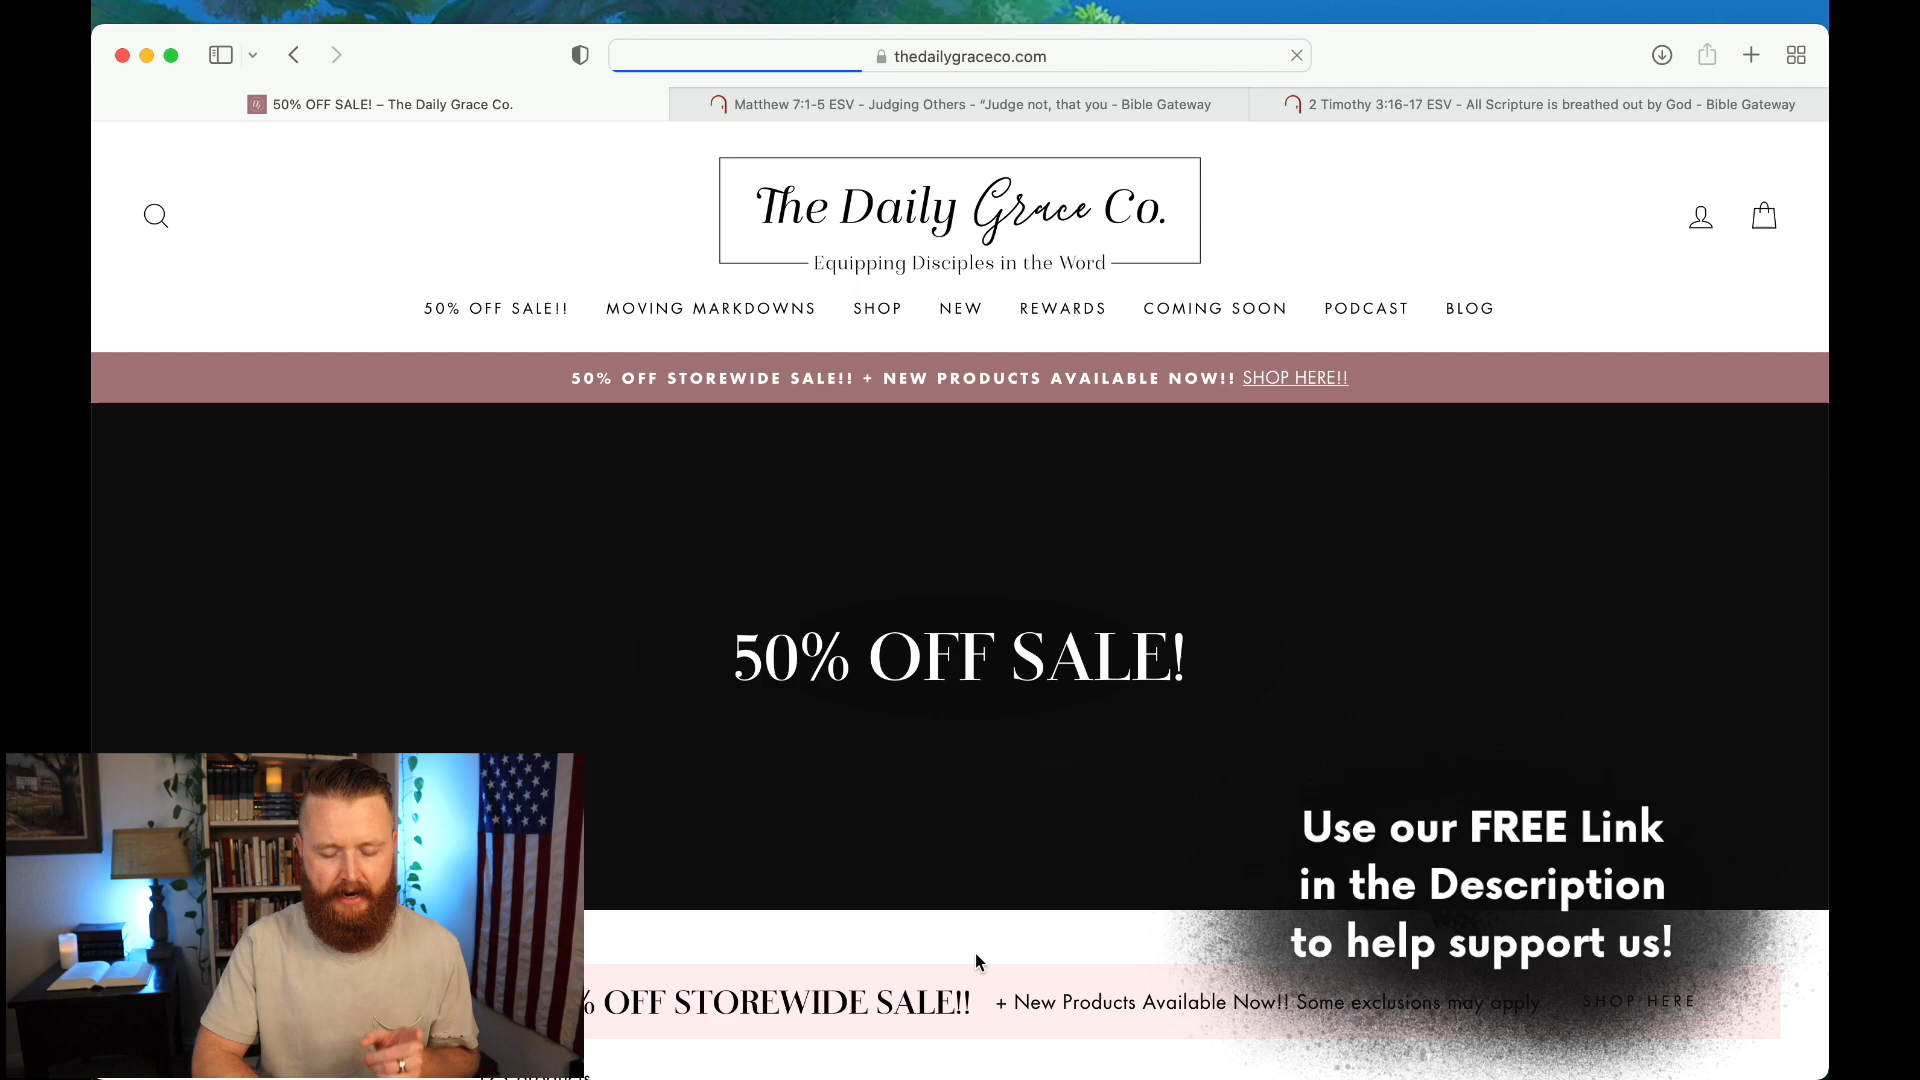 thedailygraceco.com
50% OFF SALE! – The Daily Grace Co.
Matthew 7:1-5 ESV - Judging Others - “Judge not, that you - Bible Gateway
2 Timothy 3:16-17 ESV - All Scripture is breathed out by God - Bible Gateway
The Daily Grace Co.
Equipping Disciples in the Word
50% OFF SALE!! MOVING MARKDOWNS SHOP NEW REWARDS COMING SOON PODCAST BLOG
50% OFF STOREWIDE SALE!! + NEW PRODUCTS AVAILABLE NOW!! SHOP HERE!!
50% OFF SALE!
Use our FREE Link
in the Description
to help support us!
% OFF STOREWIDE SALE!! + New Products Available Now!! Some exclusions may apply SHOP HERE